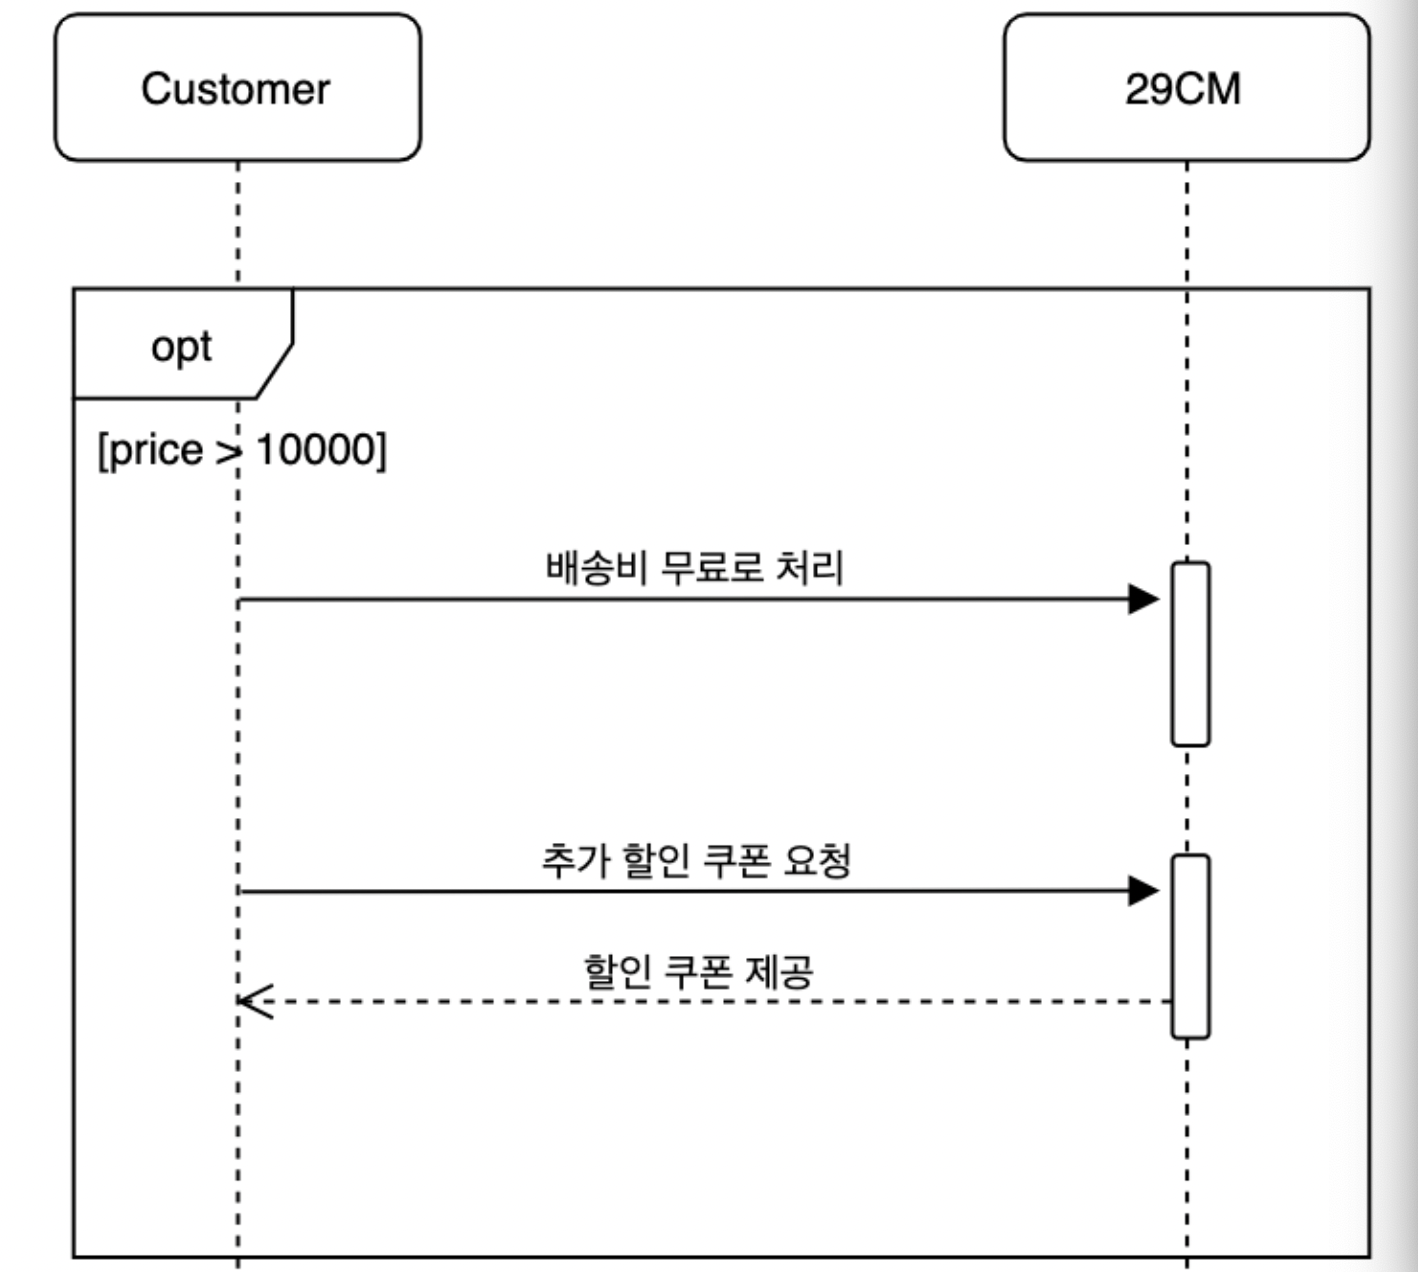 Customer
29CM
opt
[price > 10000]
배송비 무료로 처리
추가 할인 쿠폰 요청
할인 쿠폰 제공